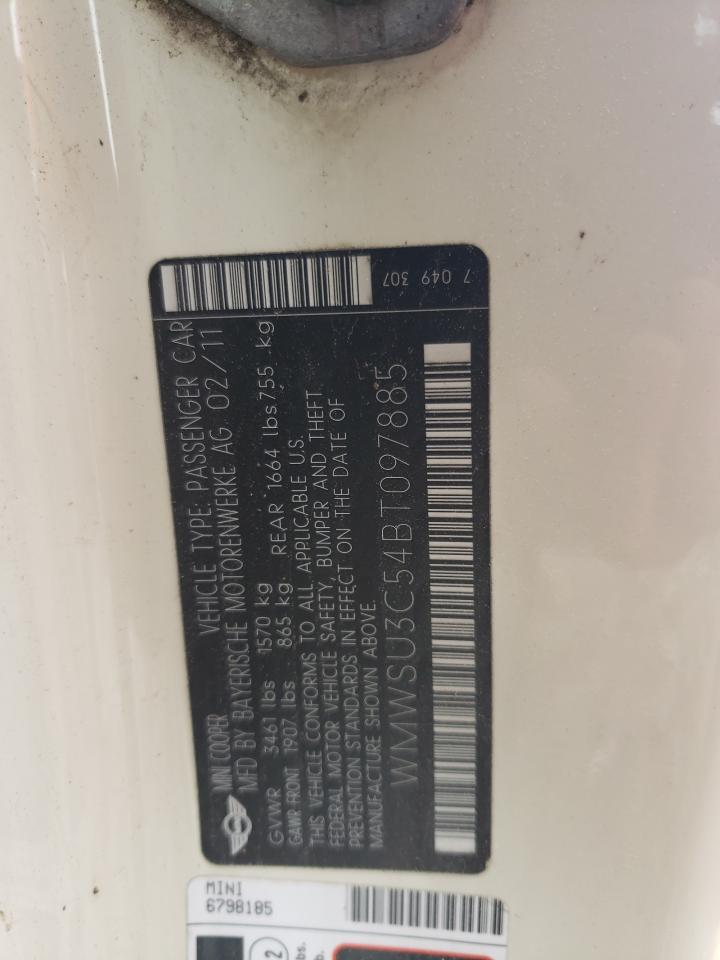 MINI COOPER VEHICLE TYPE: PASSENGER CAR
MFD BY BAYERISCHE MOTORENWERKE AG 02/11
GVWR 3461 lbs 1570 kg
GAWR FRONT 1907 lbs 865 kg. REAR 1664 lbs755 kg
THIS VEHICLE CONFORMS TO ALL APPLICABLE U.S.
FEDERAL MOTOR VEHICLE SAFETY, BUMPER AND THEFT
PREVENTION STANDARDS IN EFFECT ON THE DATE OF
MANUFACTURE SHOWN ABOVE.
WMWSU3C54BT097885
7 049 307
MINI
6798185
2
lbs.
b.